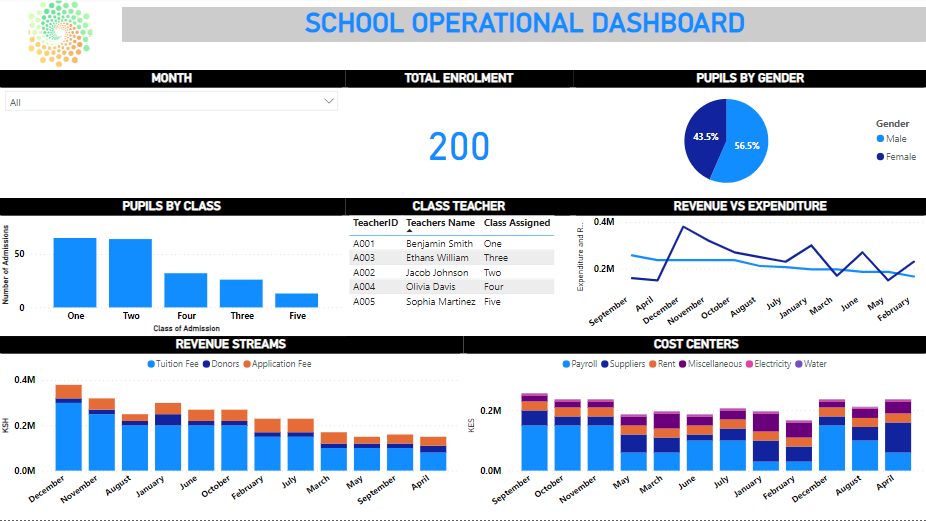 SCHOOL OPERATIONAL DASHBOARD
MONTH
All
TOTAL ENROLMENT
200
PUPILS BY GENDER
43.5%
56.5%
Gender
Male
Female
PUPILS BY CLASS
Number of Admissions
50
0
One Two Four Three Five
Class of Admission
CLASS TEACHER
TeacherID Teachers Name Class Assigned
A001 Benjamin Smith One
A003 Ethans William Three
A002 Jacob Johnson Two
A004 Olivia Davis Four
A005 Sophia Martinez Five
REVENUE VS EXPENDITURE
Expenditure and R...
0.4M
0.2M
September April December November October August July January March June May February
REVENUE STREAMS
Tuition Fee Donors Application Fee
KSH
0.4M
0.2M
0.0M
December November August January June October February July March May September April
COST CENTERS
Payroll Suppliers Rent Miscellaneous Electricity Water
KES
0.2M
0.0M
September October November May March June July January February December August April